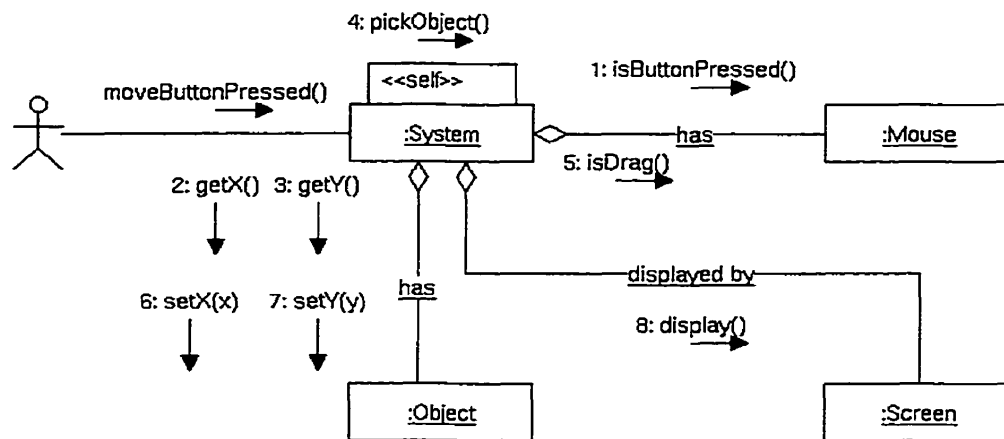 4: pickObject()
<<self>>
1: isButtonPressed()
moveButtonPressed()
:System
has
:Mouse
5: isDrag()
2: getX()
3: getY()
displayed by
has
6: setX(x)
7: setY(y)
8: display()
:Object
:Screen